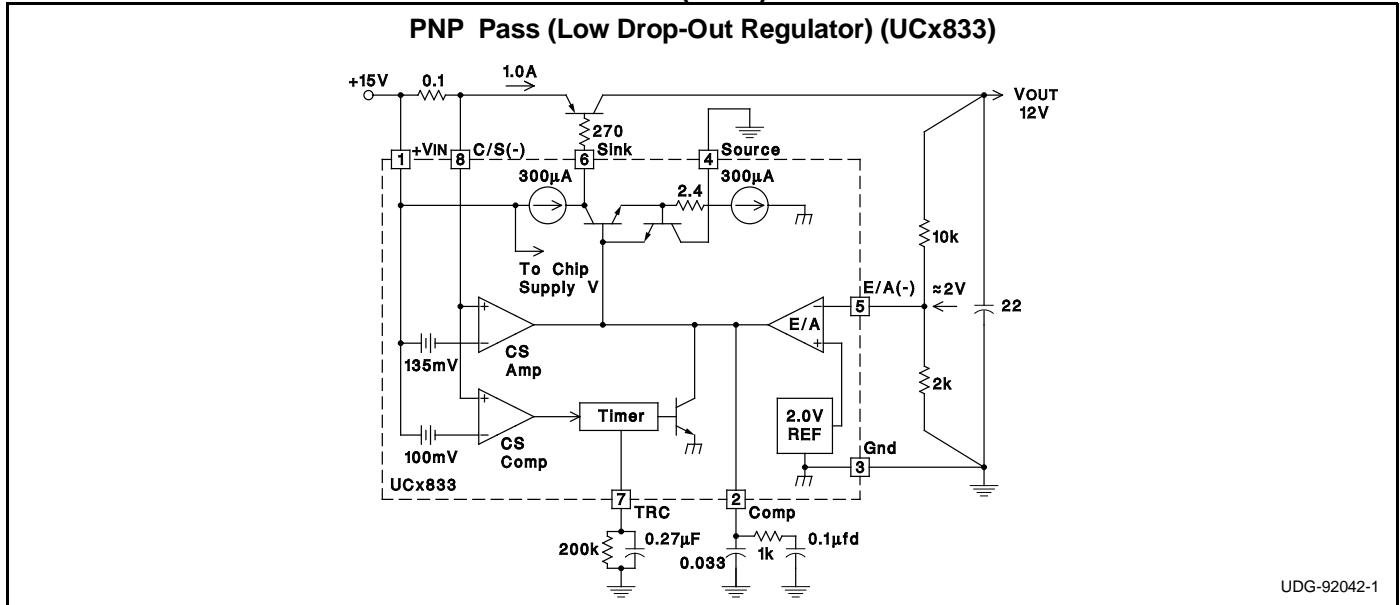 PNP Pass (Low Drop-Out Regulator) (UCx833)
+15V
0.1
1.0A
VOUT
12V
270
1
+VIN
8
C/S(-)
6
Sink
4
Source
300µA
2.4
300µA
To Chip
Supply V
10k
E/A(-)
≈2V
5
22
E/A
135mV
CS
Amp
2k
100mV
CS
Comp
Timer
2.0V
REF
Gnd
3
UCx833
7
TRC
2
Comp
200k
0.27µF
0.033
1k
0.1µfd
UDG-92042-1